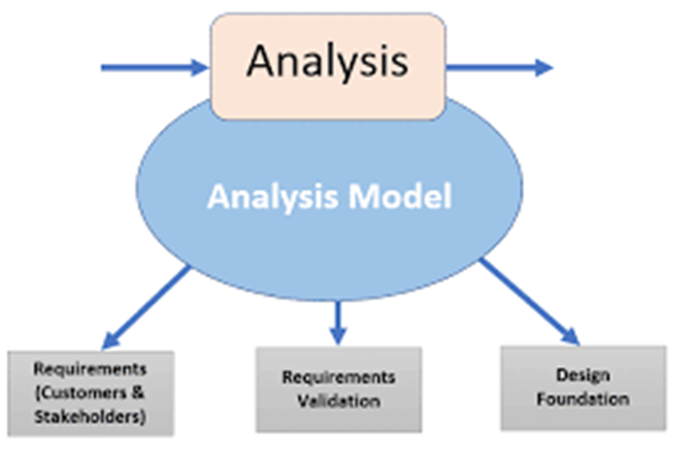 Analysis
Analysis Model
Requirements
(Customers &
Stakeholders)
Requirements
Validation
Design
Foundation